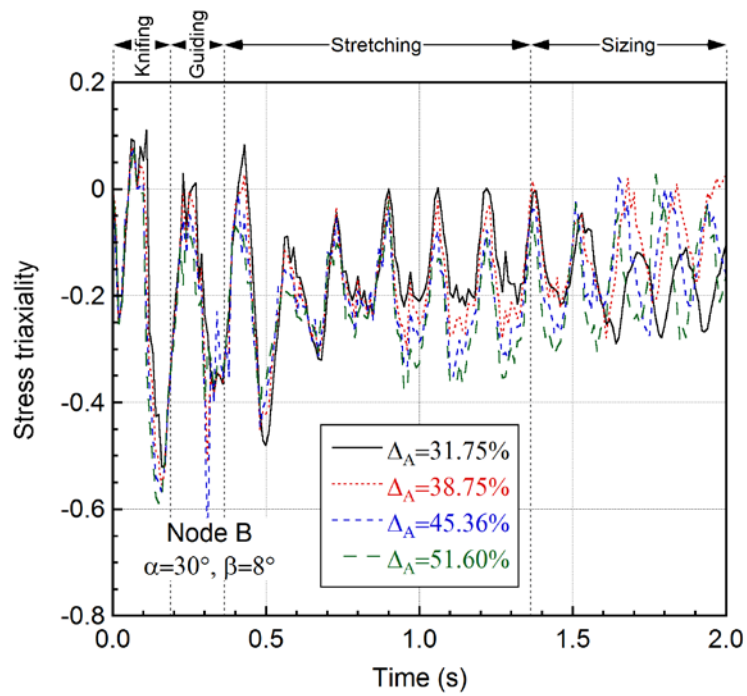 Knifing
Guiding
Stretching
Sizing
0.2
0
-0.2
-0.4
-0.6
-0.8
Stress triaxiality
Δ_A=31.75%
Δ_A=38.75%
Δ_A=45.36%
Δ_A=51.60%
Node B
α=30°, β=8°
0.0
0.5
1.0
1.5
2.0
Time (s)